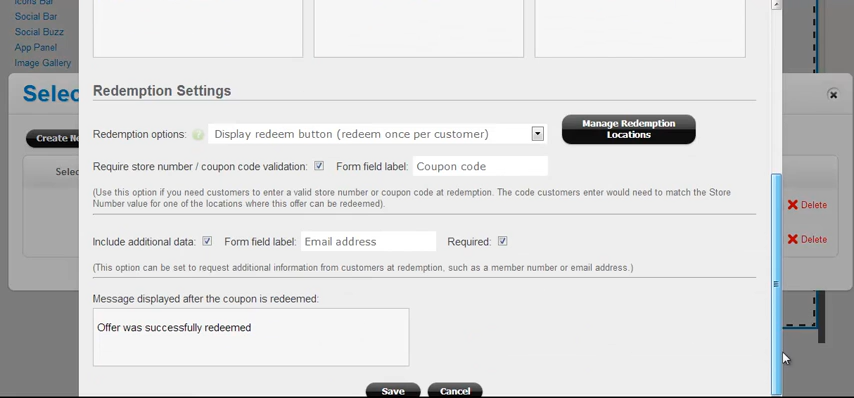 Icons Bar
Social Bar
Social Buzz
App Panel
Image Gallery
Selec
Create Ne
Selec
Delete
Delete
Redemption Settings
Redemption options: ? Display redeem button (redeem once per customer)
Manage Redemption
Locations
Require store number / coupon code validation: Form field label: Coupon code
(Use this option if you need customers to enter a valid store number or coupon code at redemption. The code customers enter would need to match the Store
Number value for one of the locations where this offer can be redeemed).
Include additional data: Form field label: Email address Required:
(This option can be set to request additional information from customers at redemption, such as a member number or email address.)
Message displayed after the coupon is redeemed:
Offer was successfully redeemed
Save Cancel